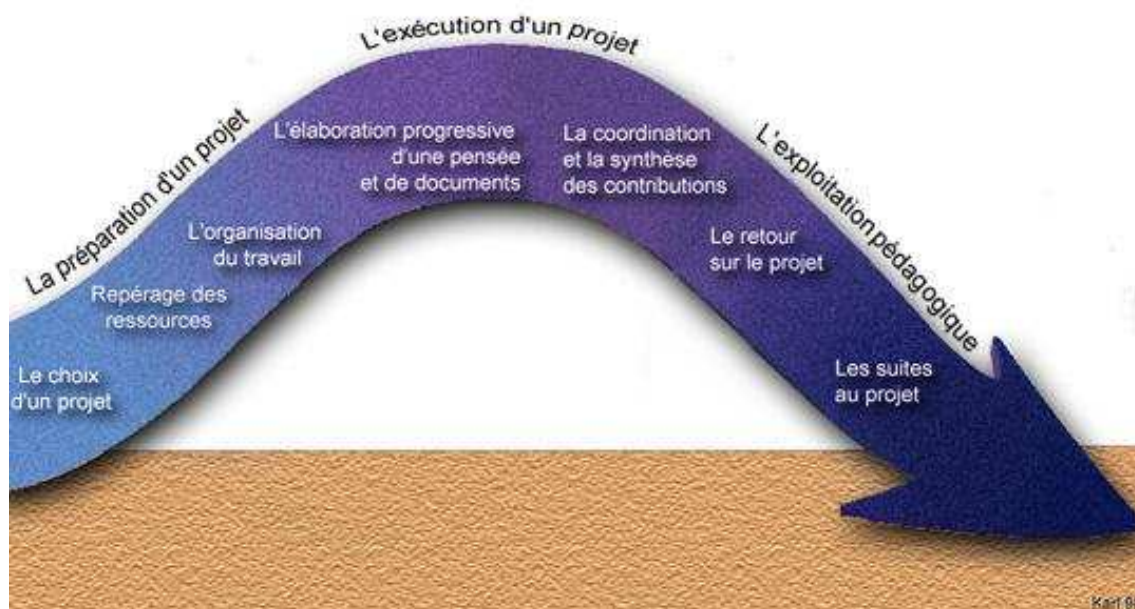 La préparation d'un projet
L'exécution d'un projet
L'exploitation pédagogique
Le choix
d'un projet
Repérage des
ressources
L'organisation
du travail
L'élaboration progressive
d'une pensée
et de documents
La coordination
et la synthèse
des contributions
Le retour
sur le projet
Les suites
au projet